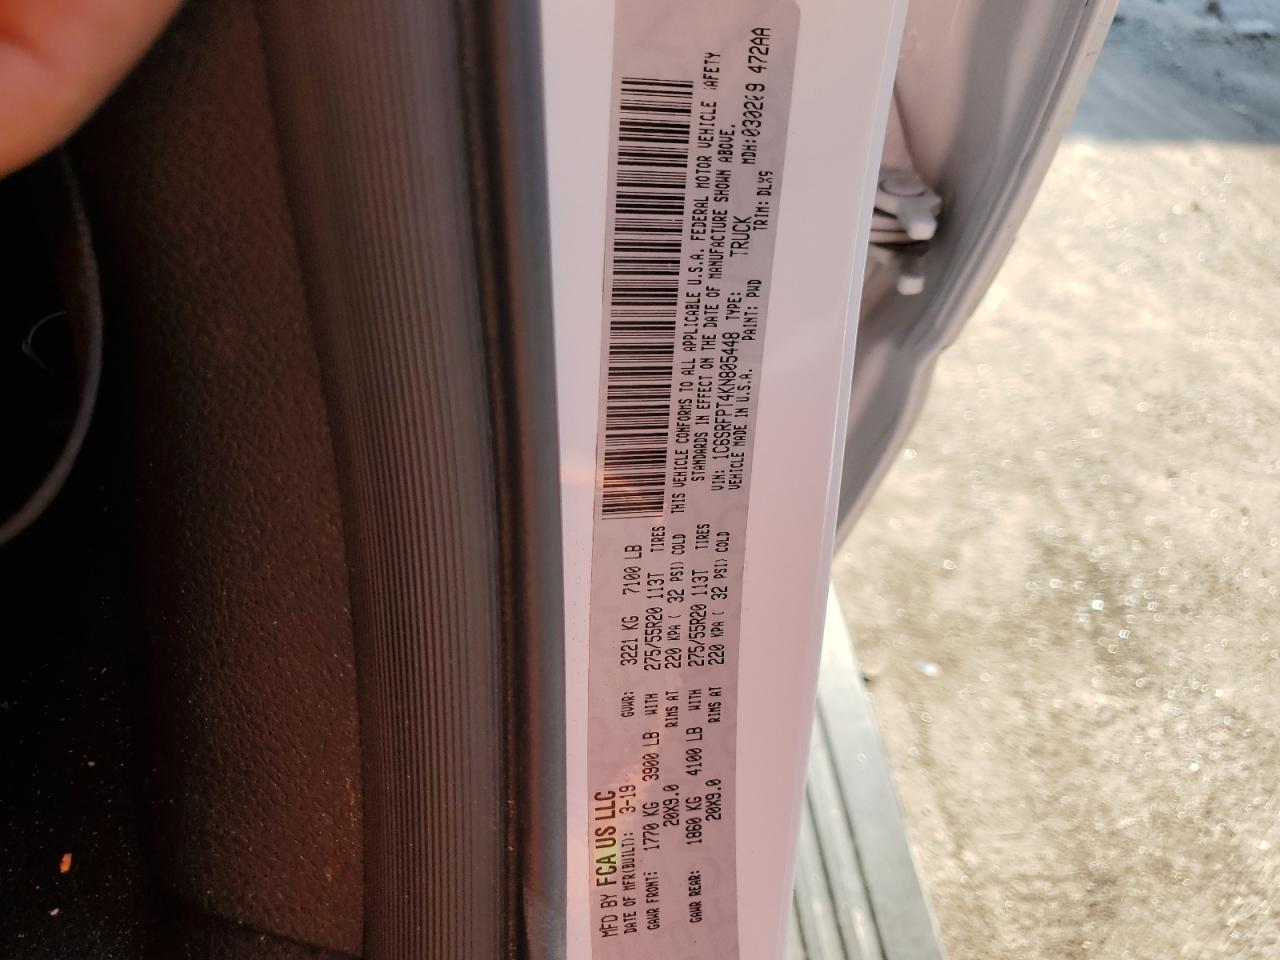 MFD BY FCA US LLC
DATE OF MFR(BUILT): 3-19 GVWR: 3221 KG 7100 LB
GAWR FRONT: 1770 KG 3900 LB WITH 275/55R20 113T TIRES
20X9.0 RIMS AT 220 KPA ( 32 PSI) COLD
GAWR REAR: 1860 KG 4100 LB WITH 275/55R20 113T TIRES
20X9.0 RIMS AT 220 KPA ( 32 PSI) COLD
THIS VEHICLE CONFORMS TO ALL APPLICABLE U.S.A. FEDERAL MOTOR VEHICLE SAFETY
STANDARDS IN EFFECT ON THE DATE OF MANUFACTURE SHOWN ABOVE.
VIN: 1C6SRFPT4KN805448 TYPE: TRUCK MDH: 472AA
VEHICLE MADE IN U.S.A. PAINT: PWD TRIM: DLX9